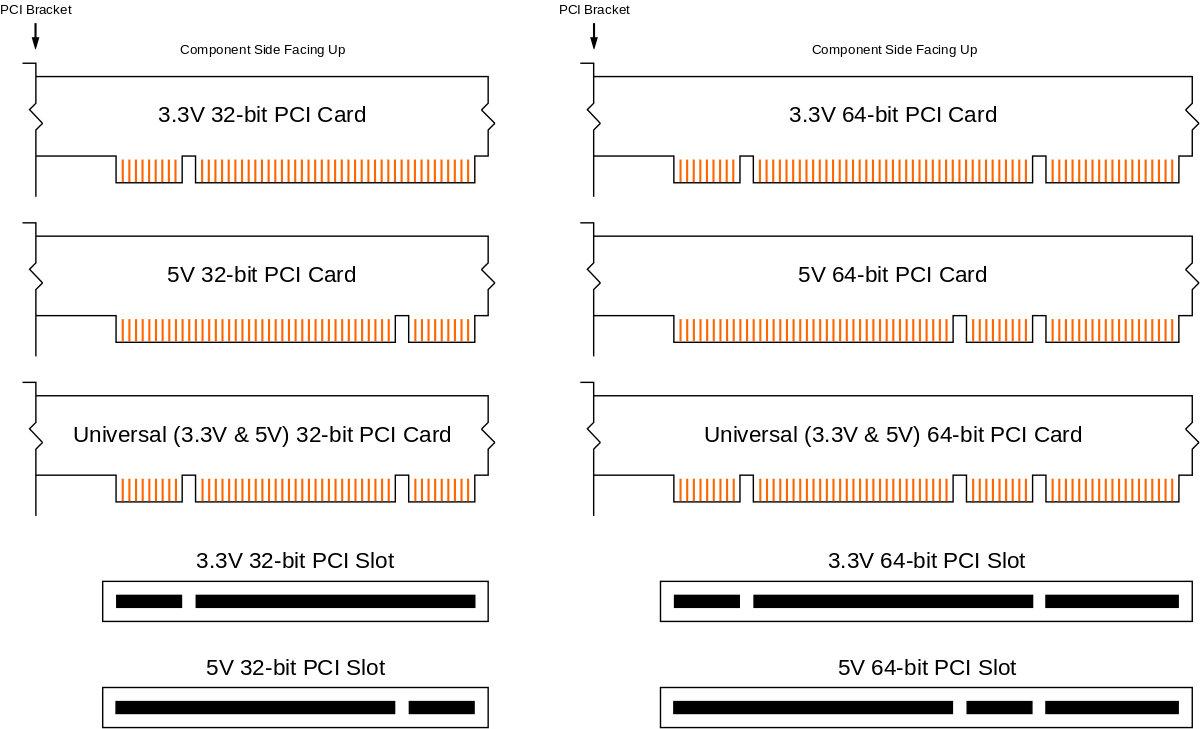 PCI Bracket
PCI Bracket
Component Side Facing Up
Component Side Facing Up
3.3V 32-bit PCI Card
3.3V 64-bit PCI Card
5V 32-bit PCI Card
5V 64-bit PCI Card
Universal (3.3V & 5V) 32-bit PCI Card
Universal (3.3V & 5V) 64-bit PCI Card
3.3V 32-bit PCI Slot
3.3V 64-bit PCI Slot
5V 32-bit PCI Slot
5V 64-bit PCI Slot